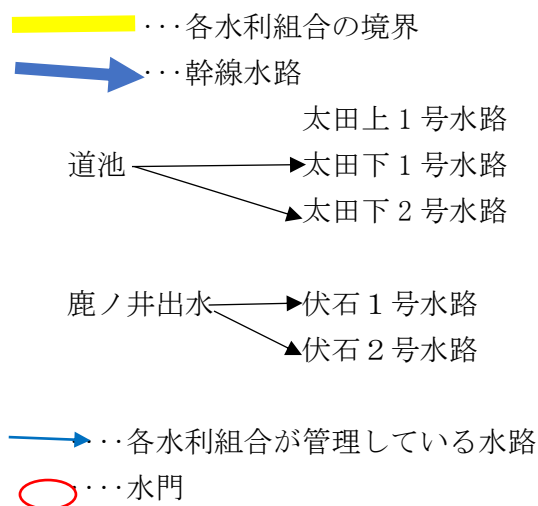 ･･･各水利組合の境界
･･･幹線水路
太田上１号水路
道池 太田下１号水路
太田下２号水路
鹿ノ井出水 伏石１号水路
伏石２号水路
････各水利組合が管理している水路
････水門